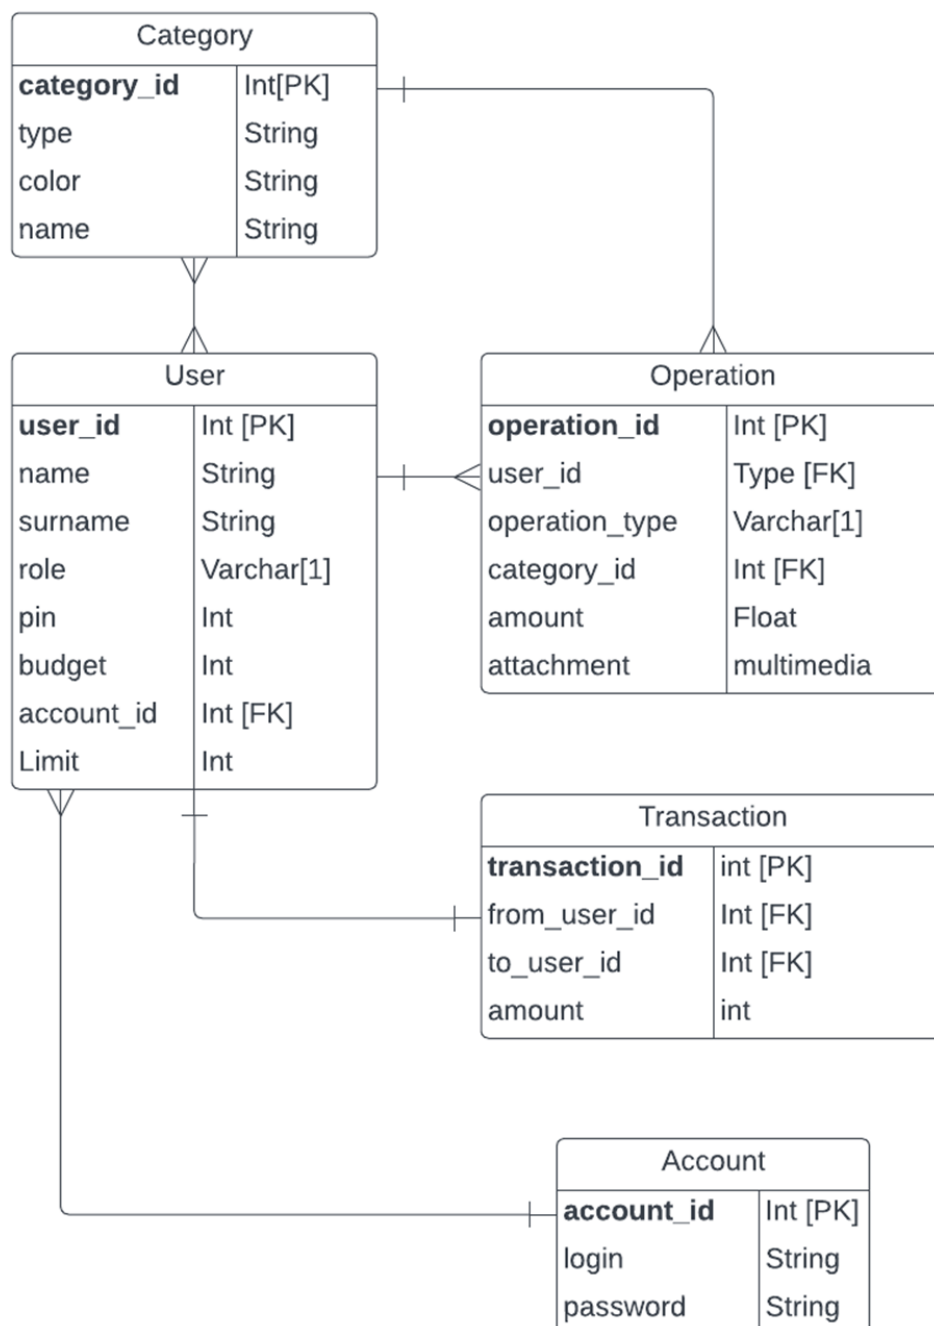 Category
category_id Int[PK]
type String
color String
name String
User
user_id Int [PK]
name String
surname String
role Varchar[1]
pin Int
budget Int
account_id Int [FK]
Limit Int
Operation
operation_id Int [PK]
user_id Type [FK]
operation_type Varchar[1]
category_id Int [FK]
amount Float
attachment multimedia
Transaction
transaction_id int [PK]
from_user_id Int [FK]
to_user_id Int [FK]
amount int
Account
account_id Int [PK]
login String
password String